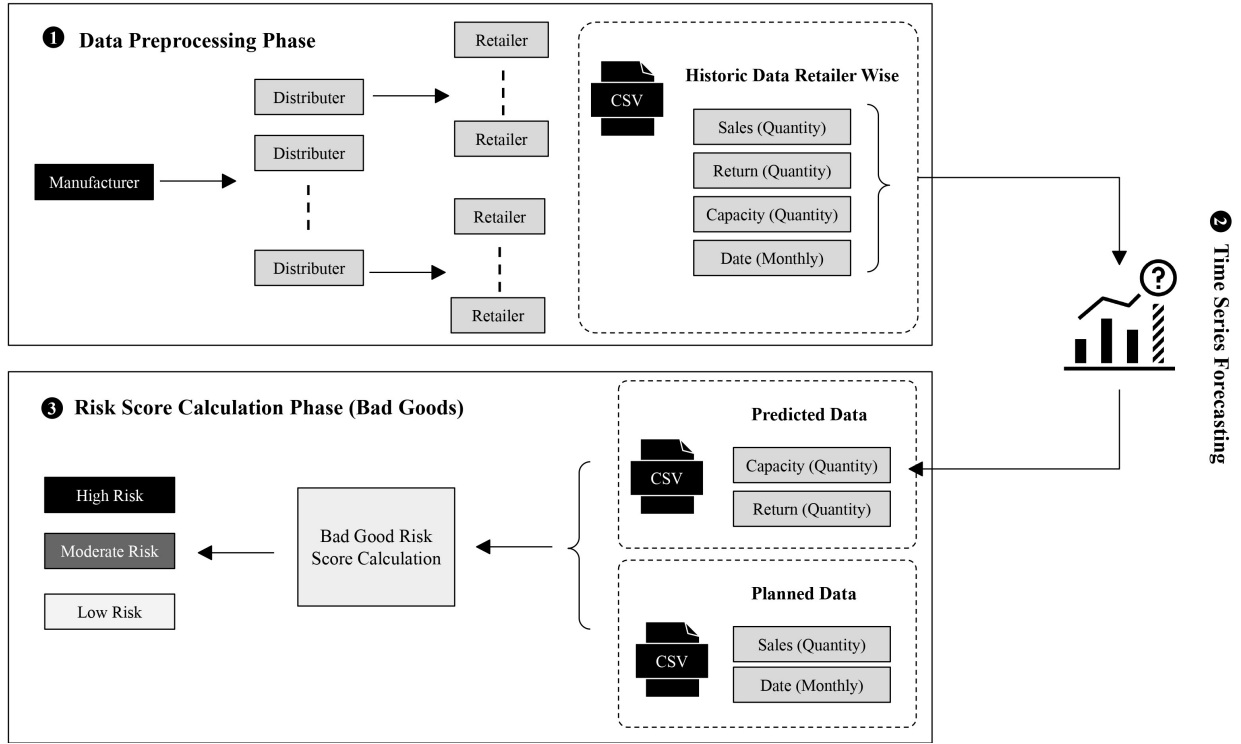 1 Data Preprocessing Phase
Manufacturer
Distributer
Distributer
Distributer
Retailer
Retailer
Retailer
Retailer
CSV
Historic Data Retailer Wise
Sales (Quantity)
Return (Quantity)
Capacity (Quantity)
Date (Monthly)
?
2 Time Series Forecasting
3 Risk Score Calculation Phase (Bad Goods)
High Risk
Moderate Risk
Low Risk
Bad Good Risk
Score Calculation
Predicted Data
CSV
Capacity (Quantity)
Return (Quantity)
Planned Data
CSV
Sales (Quantity)
Date (Monthly)